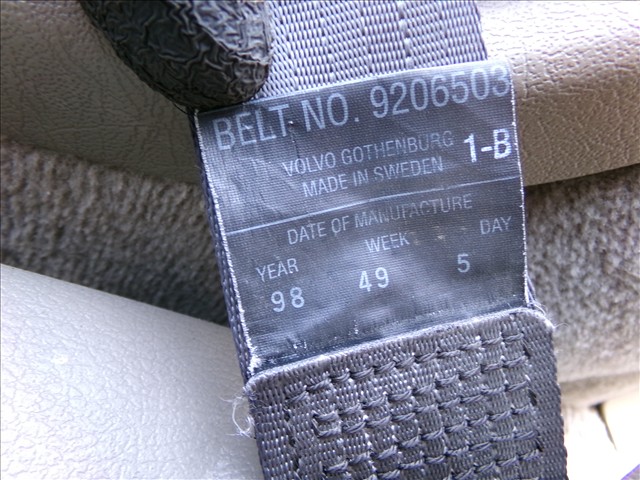 BELT NO. 9206503
VOLVO GOTHENBURG
MADE IN SWEDEN 1-B
DATE OF MANUFACTURE
YEAR WEEK DAY
98 49 5